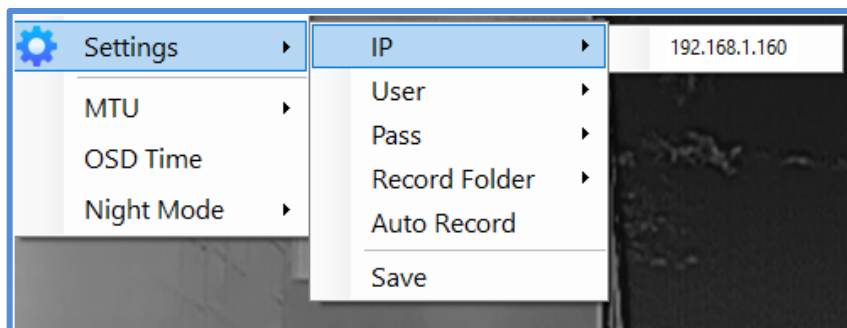 Settings
MTU
OSD Time
Night Mode
IP
User
Pass
Record Folder
Auto Record
Save
192.168.1.160